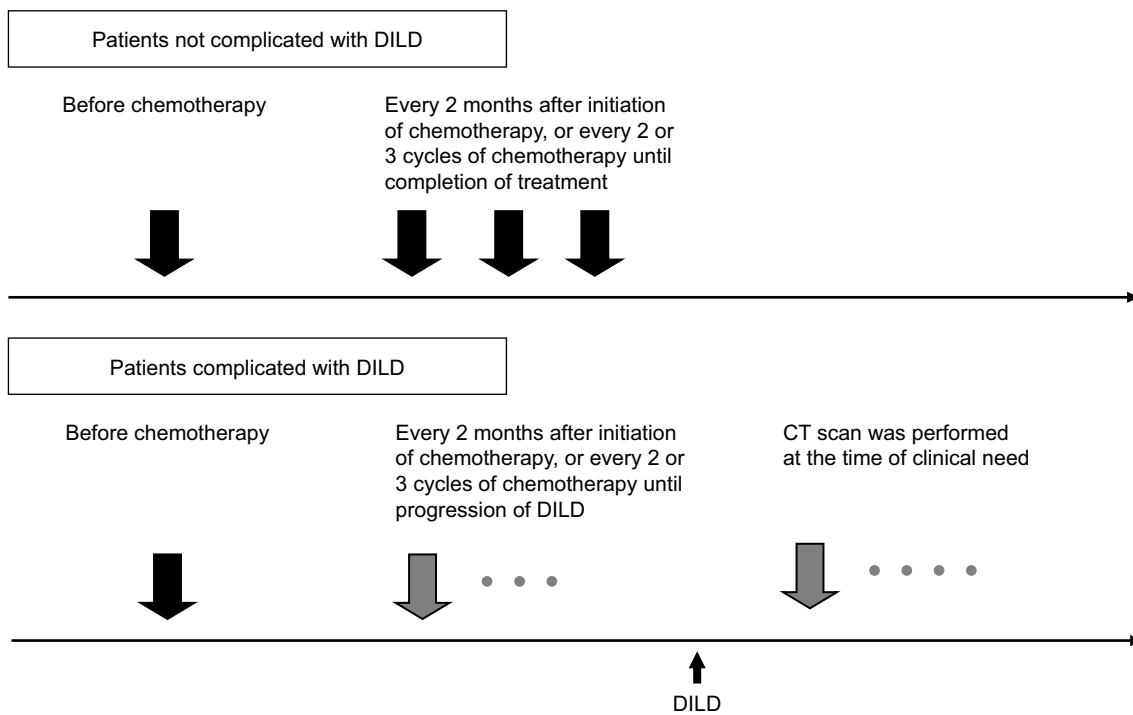 Patients not complicated with DILD
Before chemotherapy
Every 2 months after initiation
of chemotherapy, or every 2 or
3 cycles of chemotherapy until
completion of treatment
Patients complicated with DILD
Before chemotherapy
Every 2 months after initiation
of chemotherapy, or every 2 or
3 cycles of chemotherapy until
progression of DILD
CT scan was performed
at the time of clinical need
DILD